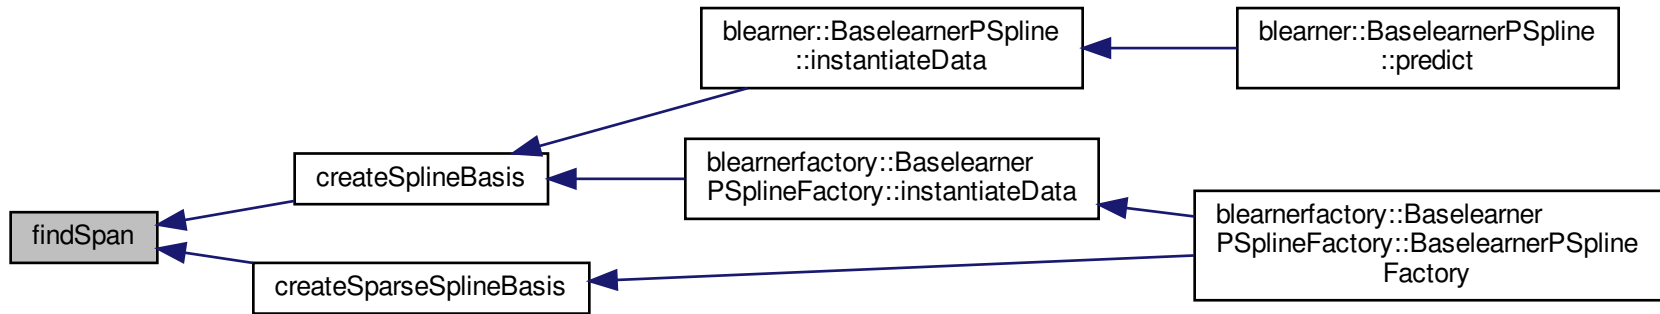 blearner::BaselearnerPSpline
::instantiateData
blearner::BaselearnerPSpline
::predict
createSplineBasis
blearnerfactory::Baselearner
PSplineFactory::instantiateData
blearnerfactory::Baselearner
PSplineFactory::BaselearnerPSpline
Factory
findSpan
createSparseSplineBasis